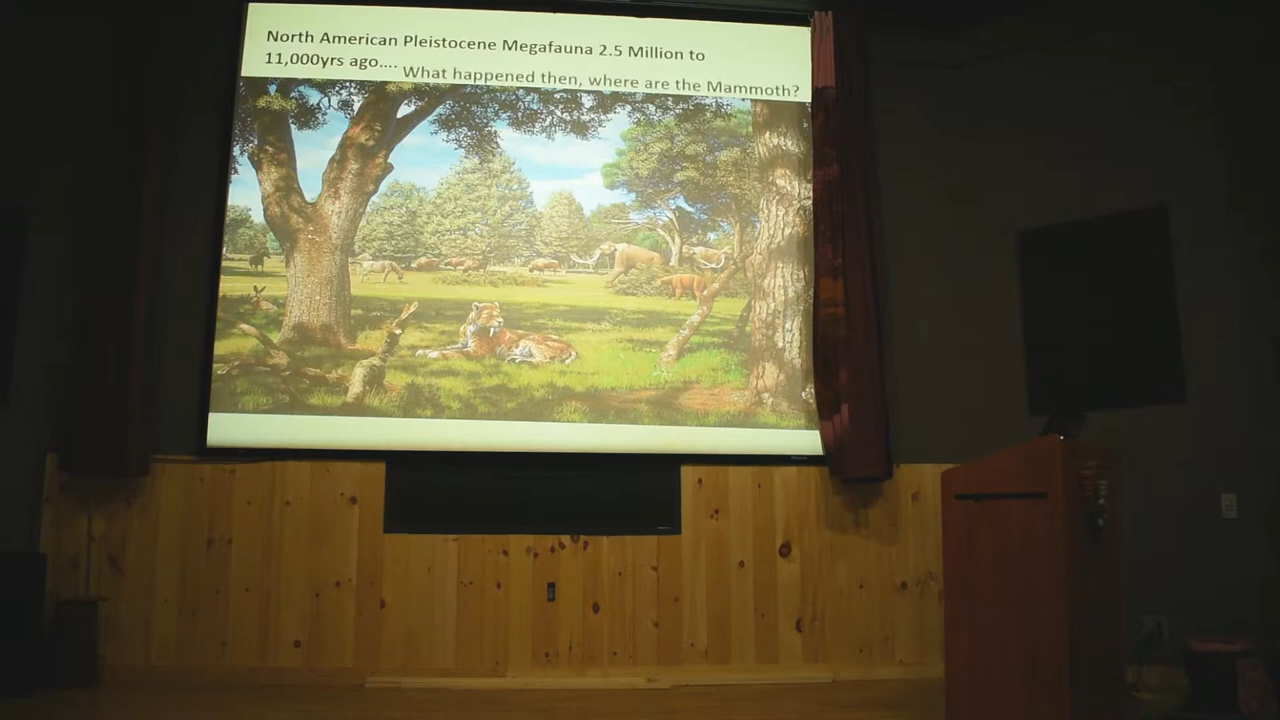 North American Pleistocene Megafauna 2.5 Million to
11,000yrs ago.... What happened then, where are the Mammoth?